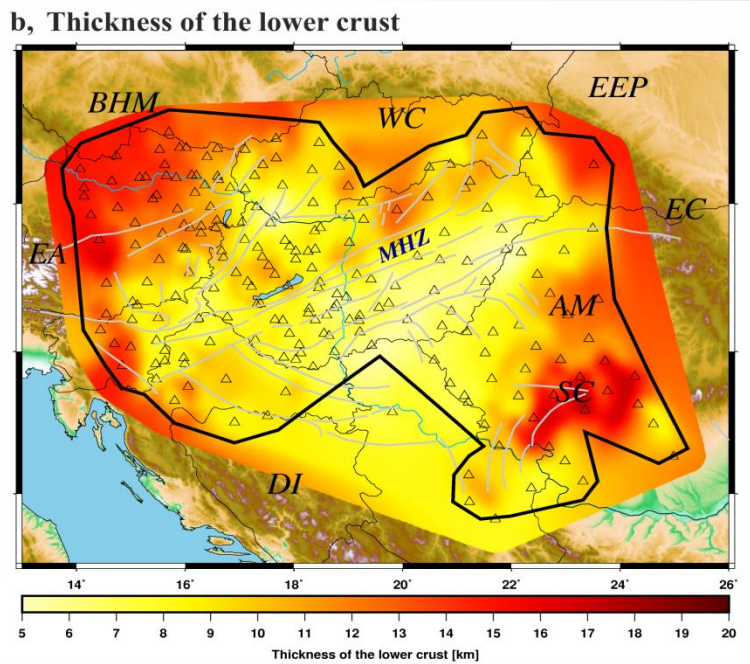 b, Thickness of the lower crust
EEP
BHM
WC
EC
MHZ
EA
AM
SC
DI
14° 16° 18° 20° 22° 24° 26°
5 6 7 8 9 10 11 12 13 14 15 16 17 18 19 20
Thickness of the lower crust [km]